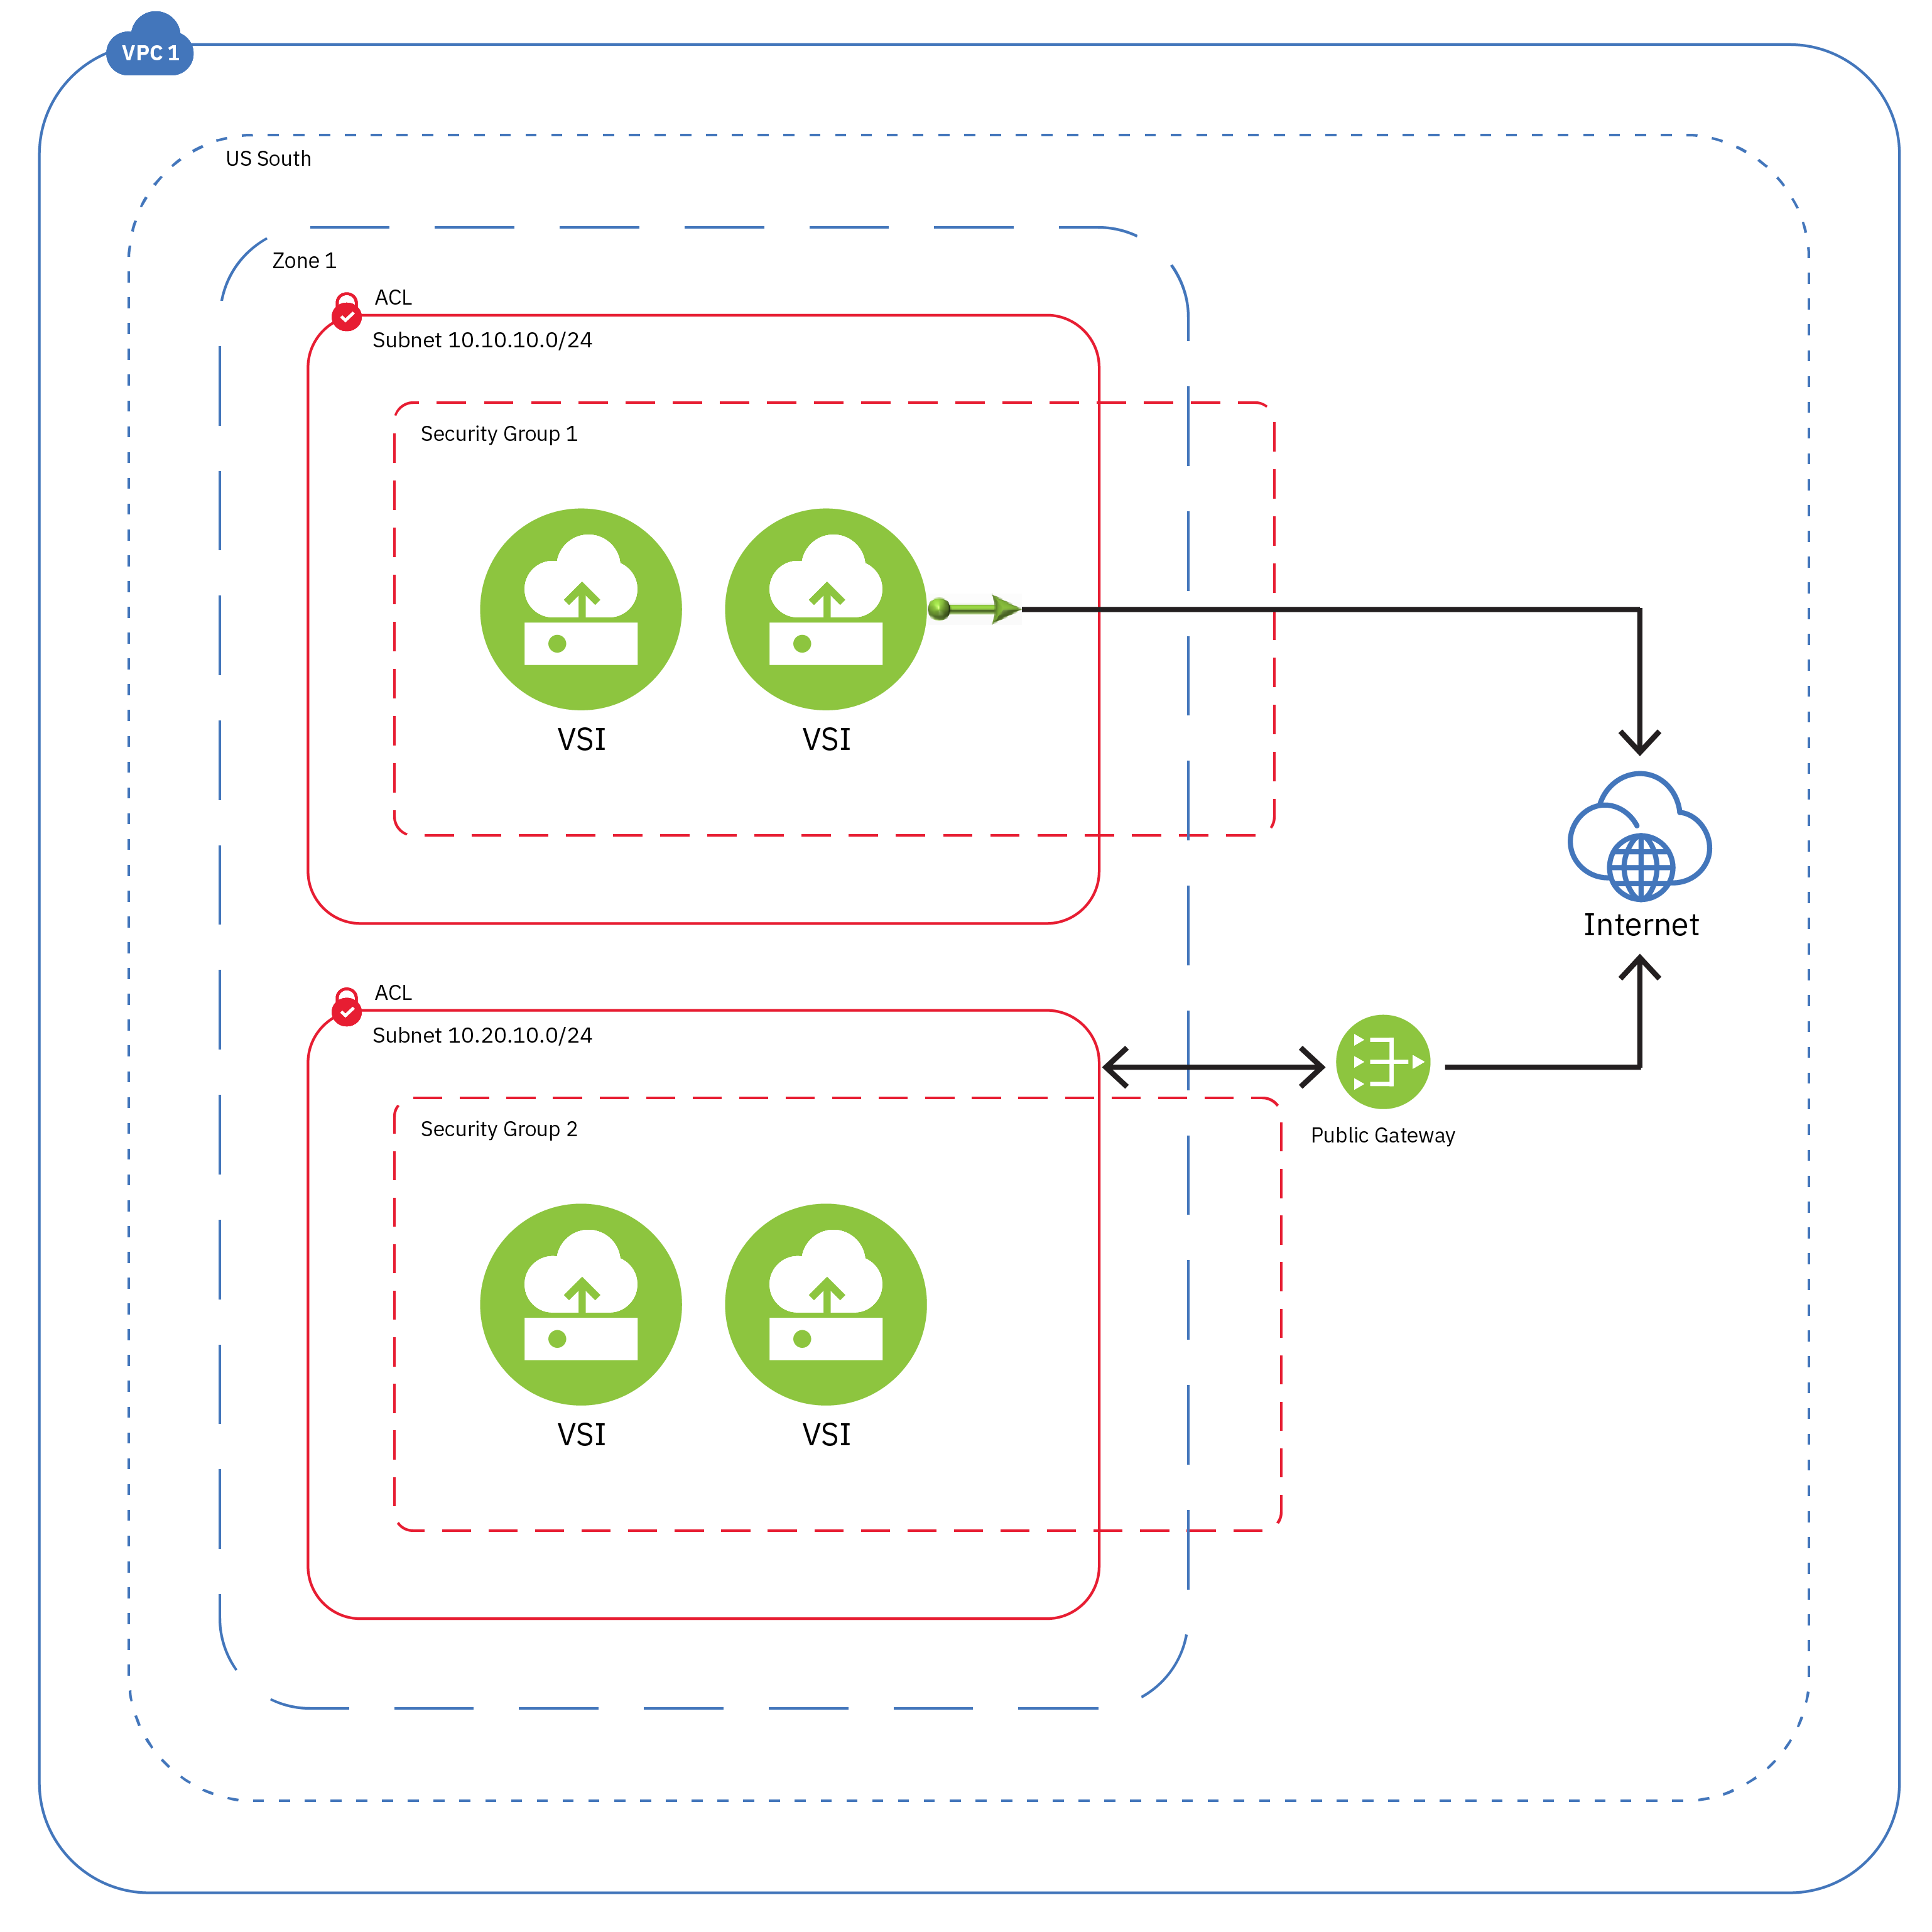 VPC 1
US South
Zone 1
ACL
Subnet 10.10.10.0/24
Security Group 1
VSI
VSI
Internet
ACL
Subnet 10.20.10.0/24
Security Group 2
Public Gateway
VSI
VSI